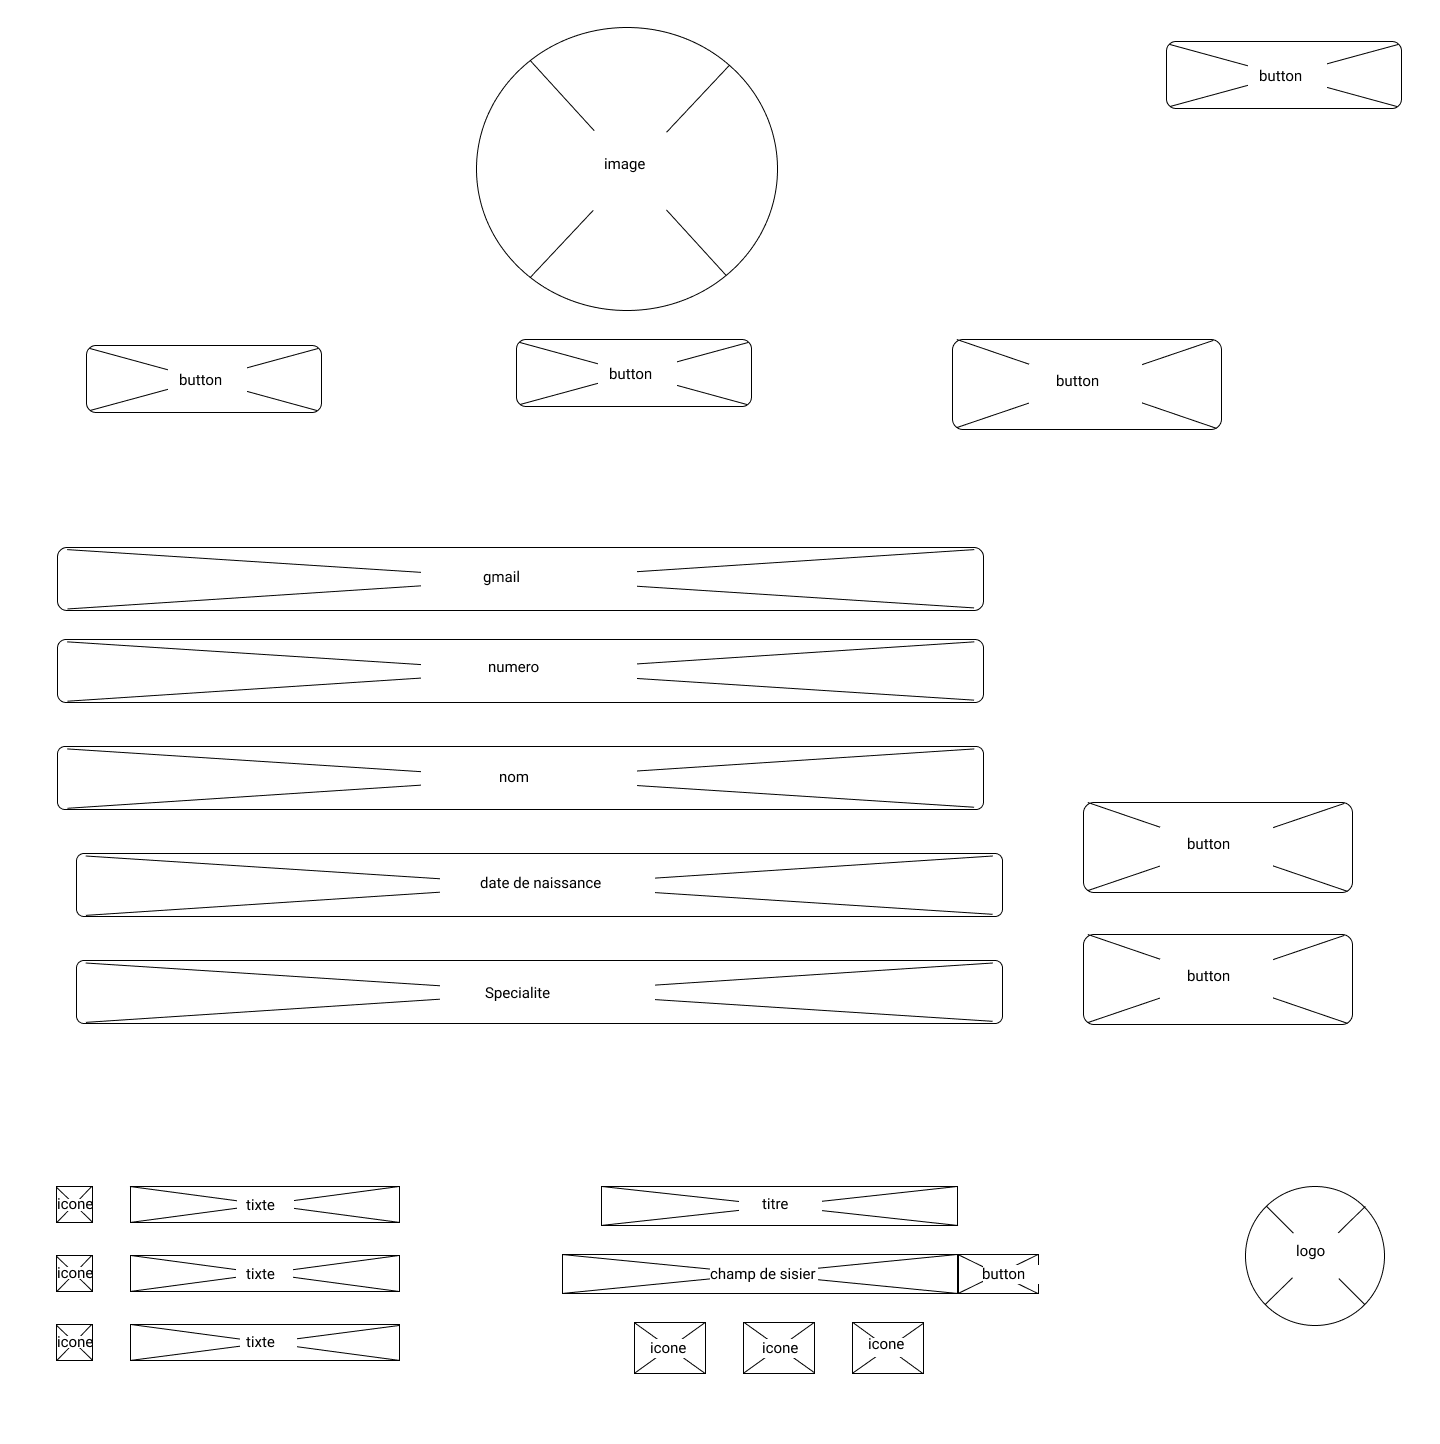 button
image
button
button
button
gmail
numero
nom
button
date de naissance
button
Specialite
icone
tixte
titre
logo
icone
tixte
champ de sisier
button
icone
tixte
icone
icone
icone